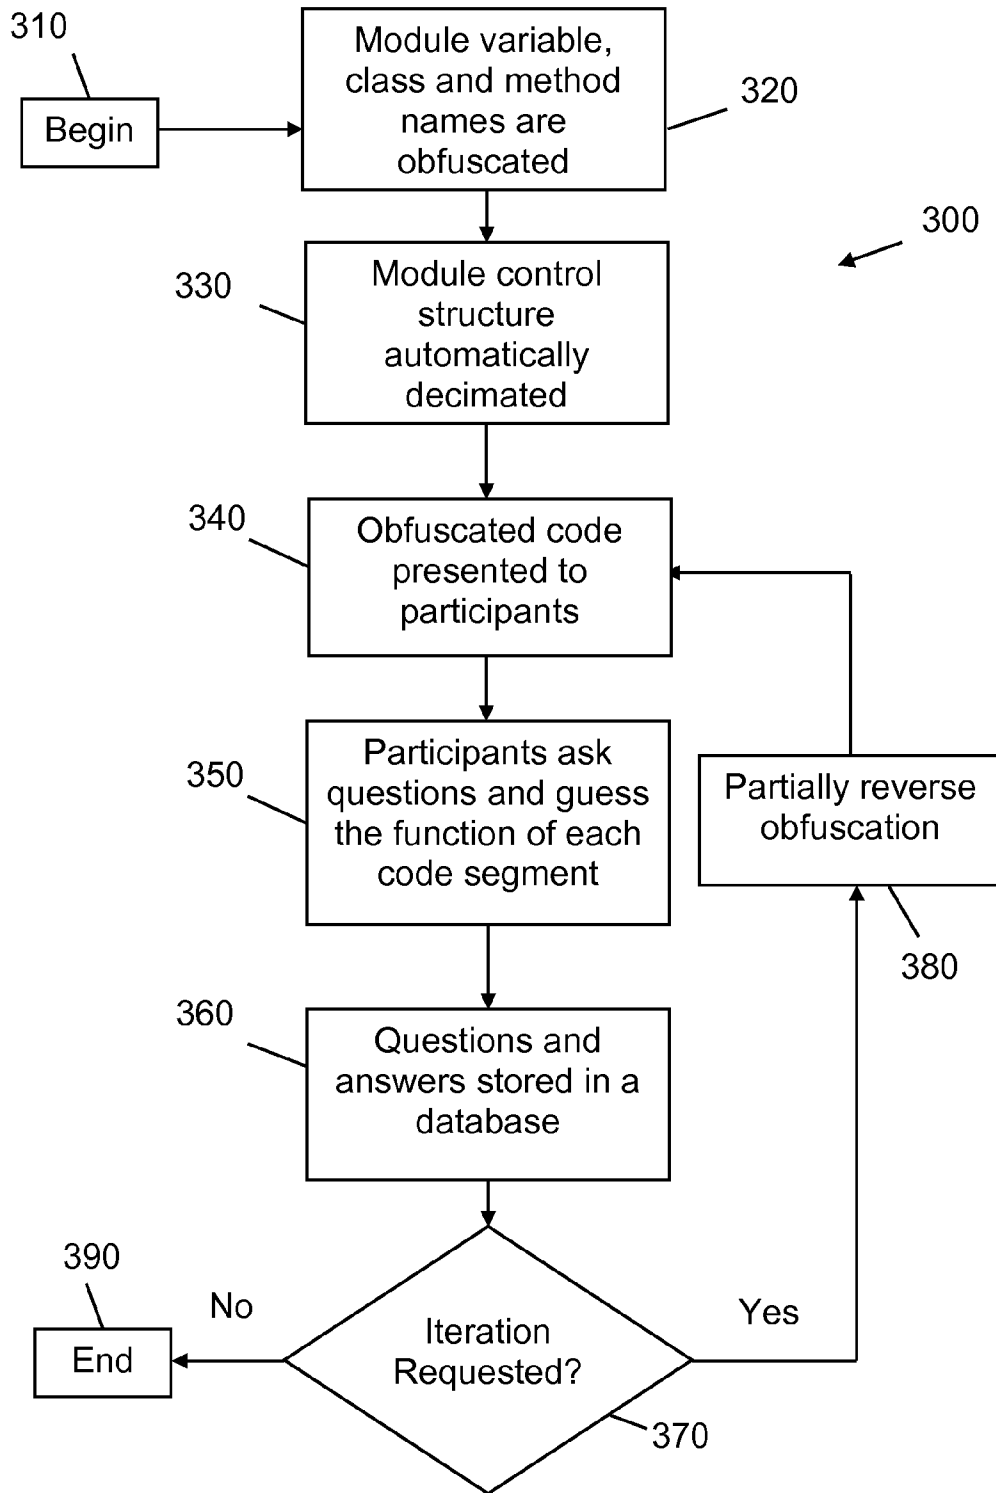 310
Begin
Module variable,
class and method
names are
obfuscated
320
300
330
Module control
structure
automatically
decimated
340
Obfuscated code
presented to
participants
350
Participants ask
questions and guess
the function of each
code segment
Partially reverse
obfuscation
380
360
Questions and
answers stored in a
database
390
No
End
Iteration
Requested?
Yes
370